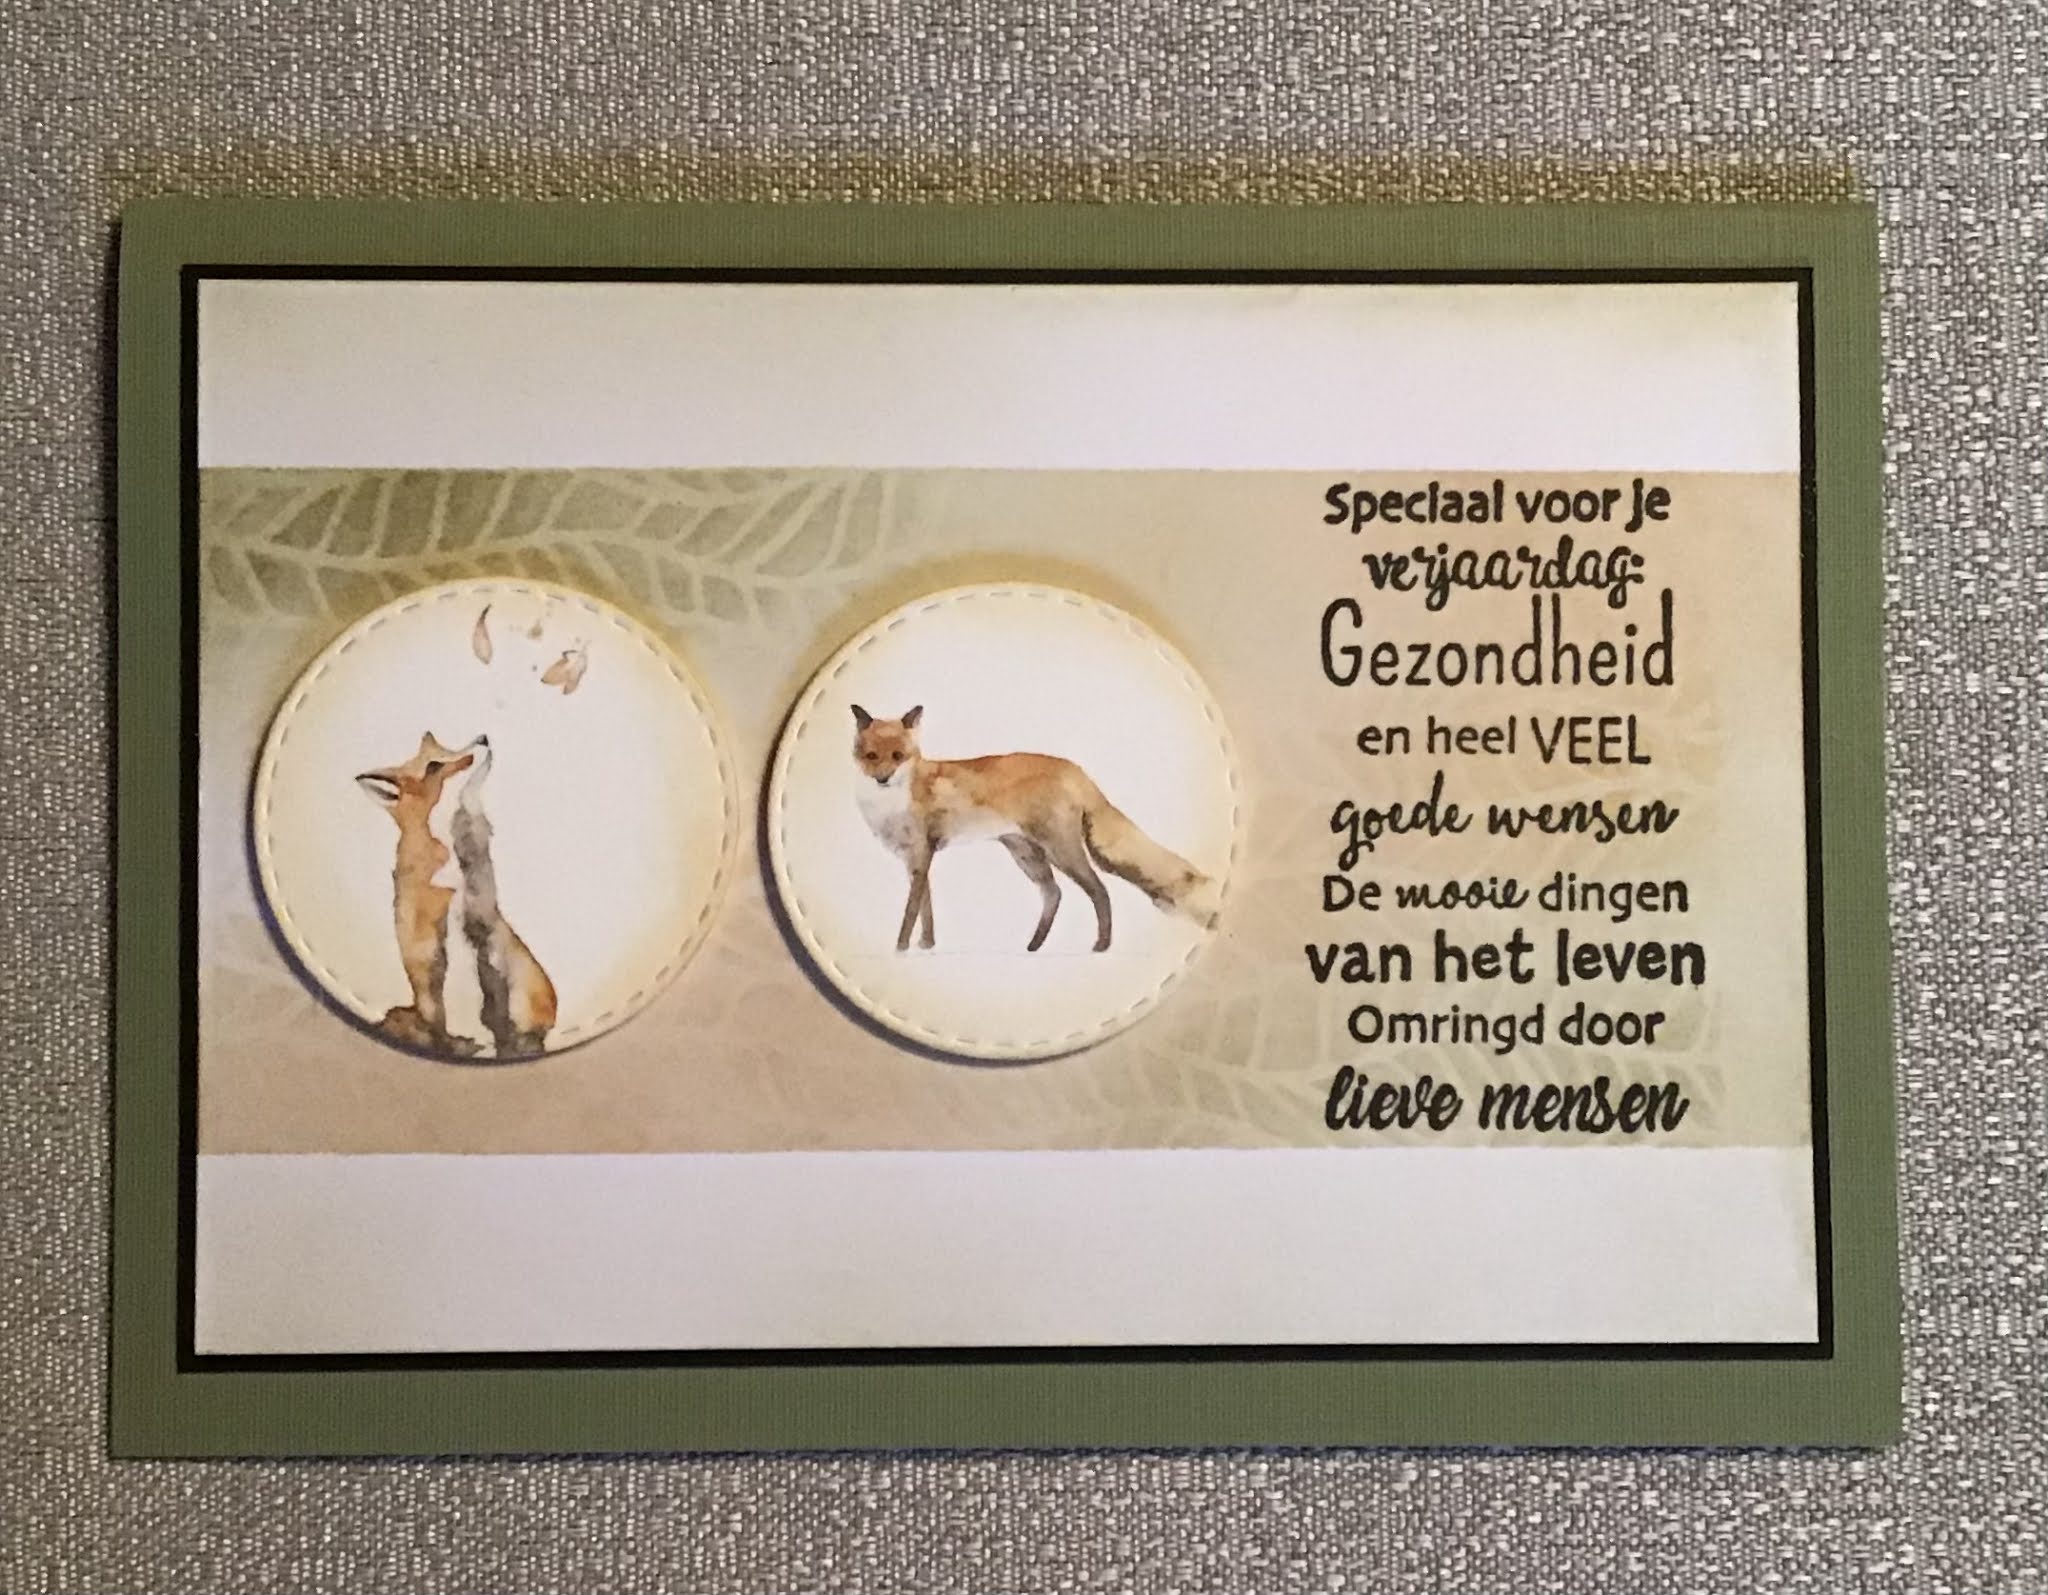 Speciaal voor je
verjaardag:
Gezondheid
en heel VEEL
goede wensen
De mooie dingen
van het leven
Omringd door
lieve mensen